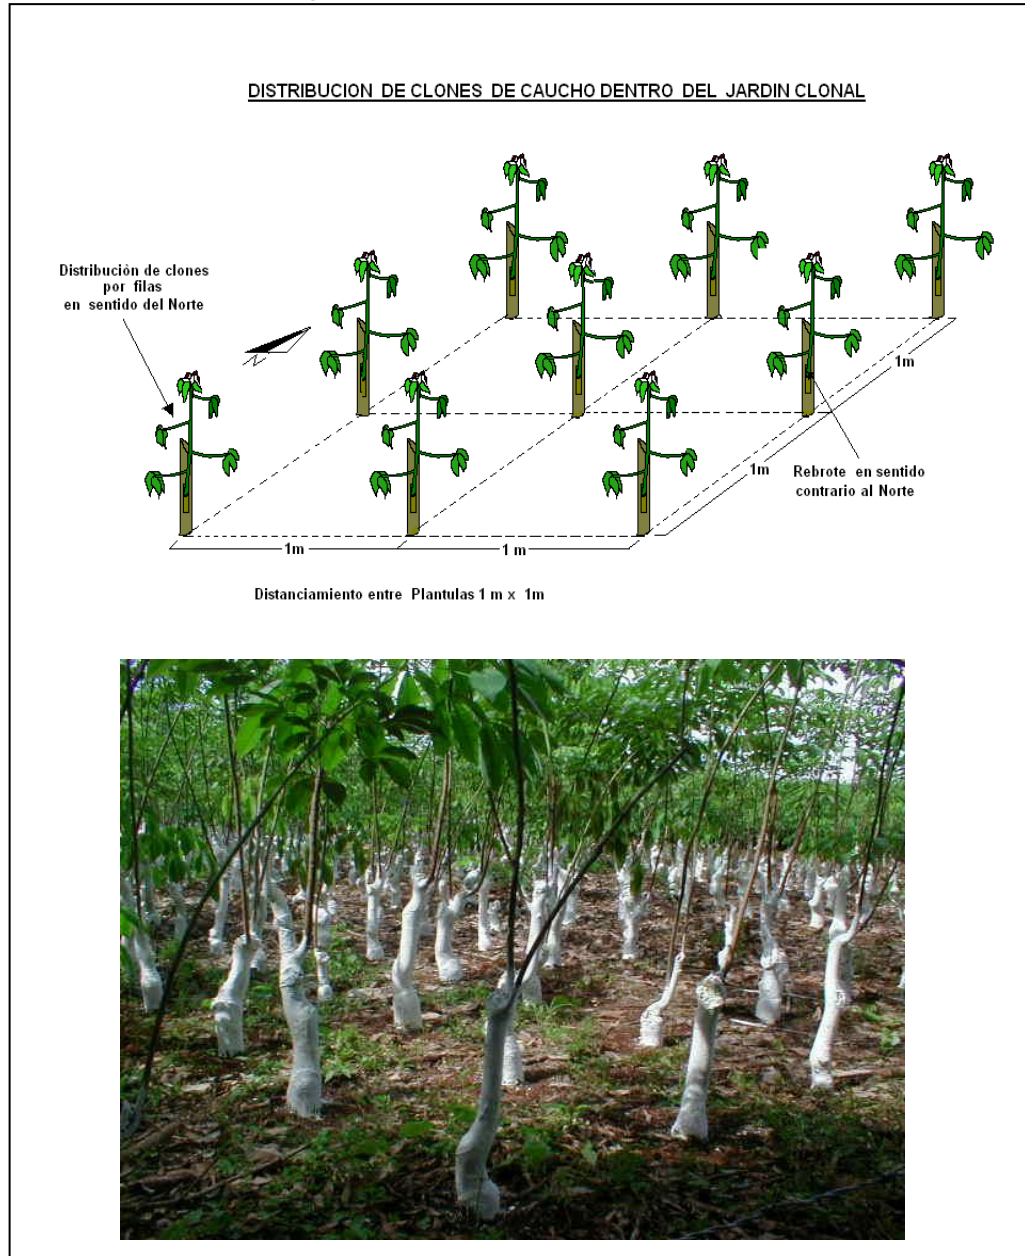 DISTRIBUCION DE CLONES DE CAUCHO DENTRO DEL JARDIN CLONAL
Distribuciòn de clones
por filas
en sentido del Norte
N
1m
1m
Rebrote en sentido
contrario al Norte
1m
1 m
Distanciamiento entre Plantulas 1 m x 1m